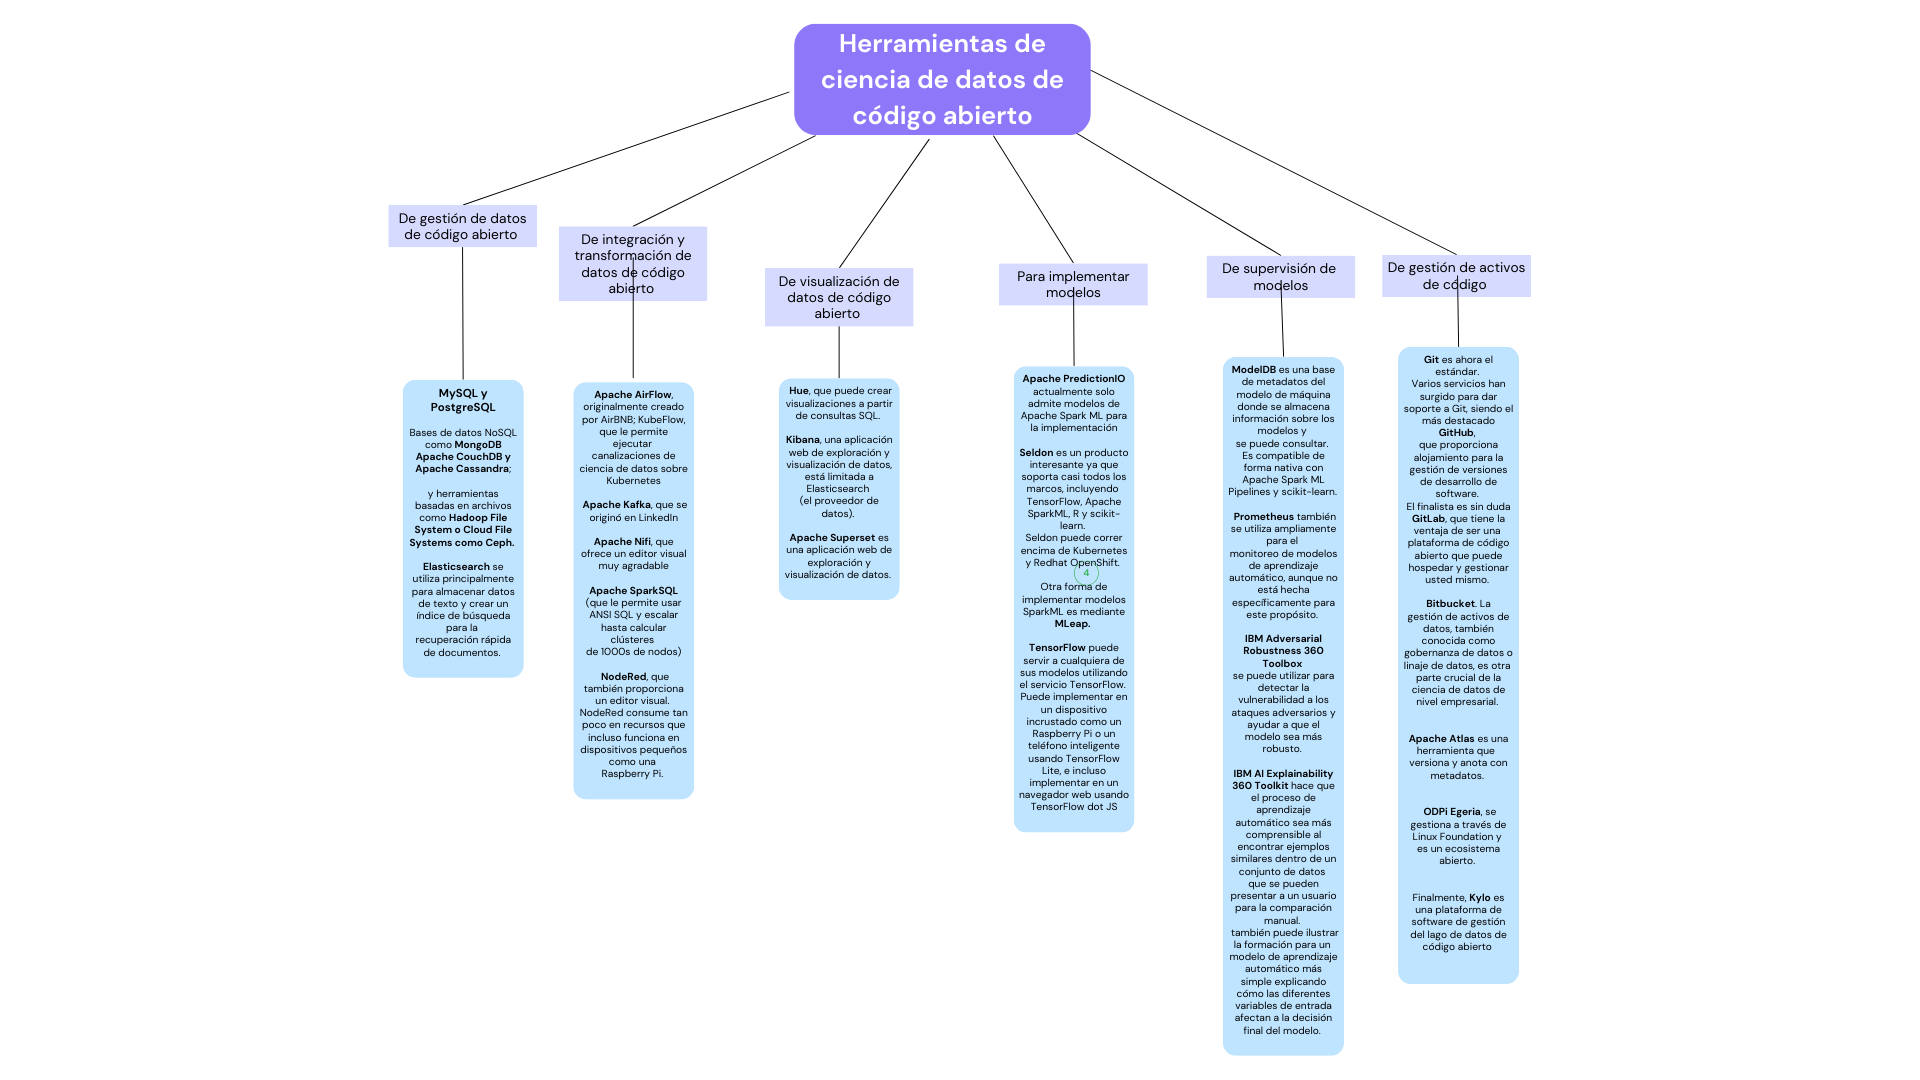 Herramientas de
ciencia de datos de
código abierto
De gestión de datos
de código abierto
MySQL y
PostgreSQL
Bases de datos NoSQL
como MongoDB
Apache CouchDB y
Apache Cassandra;
y herramientas
basadas en archivos
como Hadoop File
System o Cloud File
Systems como Ceph.
Elasticsearch se
utiliza principalmente
para almacenar datos
de texto y crear un
índice de búsqueda
para la
recuperación rápida
de documentos.
De integración y
transformación de
datos de código
abierto
Apache AirFlow,
originalmente creado
por AirBNB; KubeFlow,
que le permite
ejecutar
canalizaciones de
ciencia de datos sobre
Kubernetes
Apache Kafka, que se
originó en LinkedIn
Apache Nifi, que
ofrece un editor visual
muy agradable
Apache SparkSQL
(que le permite usar
ANSI SQL y escalar
hasta calcular
clústeres
de 1000s de nodos)
NodeRed, que
también proporciona
un editor visual.
NodeRed consume tan
poco en recursos que
incluso funciona en
dispositivos pequeños
como una
Raspberry Pi.
De visualización de
datos de código
abierto
Hue, que puede crear
visualizaciones a partir
de consultas SQL.
Kibana, una aplicación
web de exploración y
visualización de datos,
está limitada a
Elasticsearch
(el proveedor de
datos).
Apache Superset es
una aplicación web de
exploración y
visualización de datos.
Para implementar
modelos
Apache PredictionIO
actualmente solo
admite modelos de
Apache Spark ML para
la implementación
Seldon es un producto
interesante ya que
soporta casi todos los
marcos, incluyendo
TensorFlow, Apache
SparkML, R y scikit-
learn.
Seldon puede correr
encima de Kubernetes
y Redhat OpenShift.
4
Otra forma de
implementar modelos
SparkML es mediante
MLeap.
TensorFlow puede
servir a cualquiera de
sus modelos utilizando
el servicio TensorFlow.
Puede implementar en
un dispositivo
incrustado como un
Raspberry Pi o un
teléfono inteligente
usando TensorFlow
Lite, e incluso
implementar en un
navegador web usando
TensorFlow dot JS
De supervisión de
modelos
ModelDB es una base
de metadatos del
modelo de máquina
donde se almacena
información sobre los
modelos y
se puede consultar.
Es compatible de
forma nativa con
Apache Spark ML
Pipelines y scikit-learn.
Prometheus también
se utiliza ampliamente
para el
monitoreo de modelos
de aprendizaje
automático, aunque no
está hecha
específicamente para
este propósito.
IBM Adversarial
Robustness 360
Toolbox
se puede utilizar para
detectar la
vulnerabilidad a los
ataques adversarios y
ayudar a que el
modelo sea más
robusto.
IBM AI Explainability
360 Toolkit hace que
el proceso de
aprendizaje
automático sea más
comprensible al
encontrar ejemplos
similares dentro de un
conjunto de datos
que se pueden
presentar a un usuario
para la comparación
manual.
también puede ilustrar
la formación para un
modelo de aprendizaje
automático más
simple explicando
cómo las diferentes
variables de entrada
afectan a la decisión
final del modelo.
De gestión de activos
de código
Git es ahora el
estándar.
Varios servicios han
surgido para dar
soporte a Git, siendo el
más destacado
GitHub,
que proporciona
alojamiento para la
gestión de versiones
de desarrollo de
software.
El finalista es sin duda
GitLab, que tiene la
ventaja de ser una
plataforma de código
abierto que puede
hospedar y gestionar
usted mismo.
Bitbucket. La
gestión de activos de
datos, también
conocida como
gobernanza de datos o
linaje de datos, es otra
parte crucial de la
ciencia de datos de
nivel empresarial.
Apache Atlas es una
herramienta que
versiona y anota con
metadatos.
ODPi Egeria, se
gestiona a través de
Linux Foundation y
es un ecosistema
abierto.
Finalmente, Kylo es
una plataforma de
software de gestión
del lago de datos de
código abierto